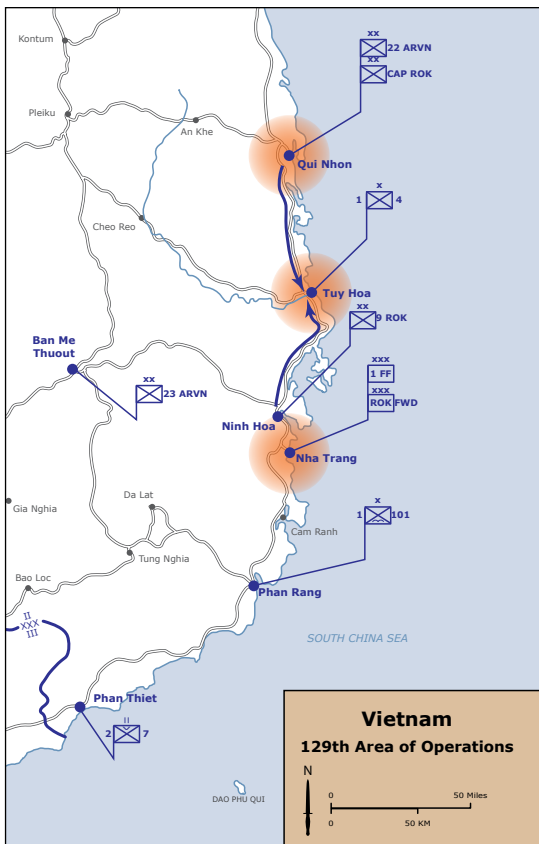 Kontum
xx
22 ARVN
xx
CAP ROK
Pleiku
An Khe
Qui Nhon
x
1 4
Cheo Reo
Tuy Hoa
xx
9 ROK
Ban Me
Thuout
xx
23 ARVN
xxx
1 FF
xxx
ROK FWD
Ninh Hoa
Nha Trang
Da Lat
Gia Nghia
x
1 101
Cam Ranh
Tung Nghia
Bao Loc
Phan Rang
II
XXX
III
SOUTH CHINA SEA
Phan Thiet
II
2 7
Vietnam
129th Area of Operations
N
0 50 Miles
0 50 KM
DAO PHU QUI